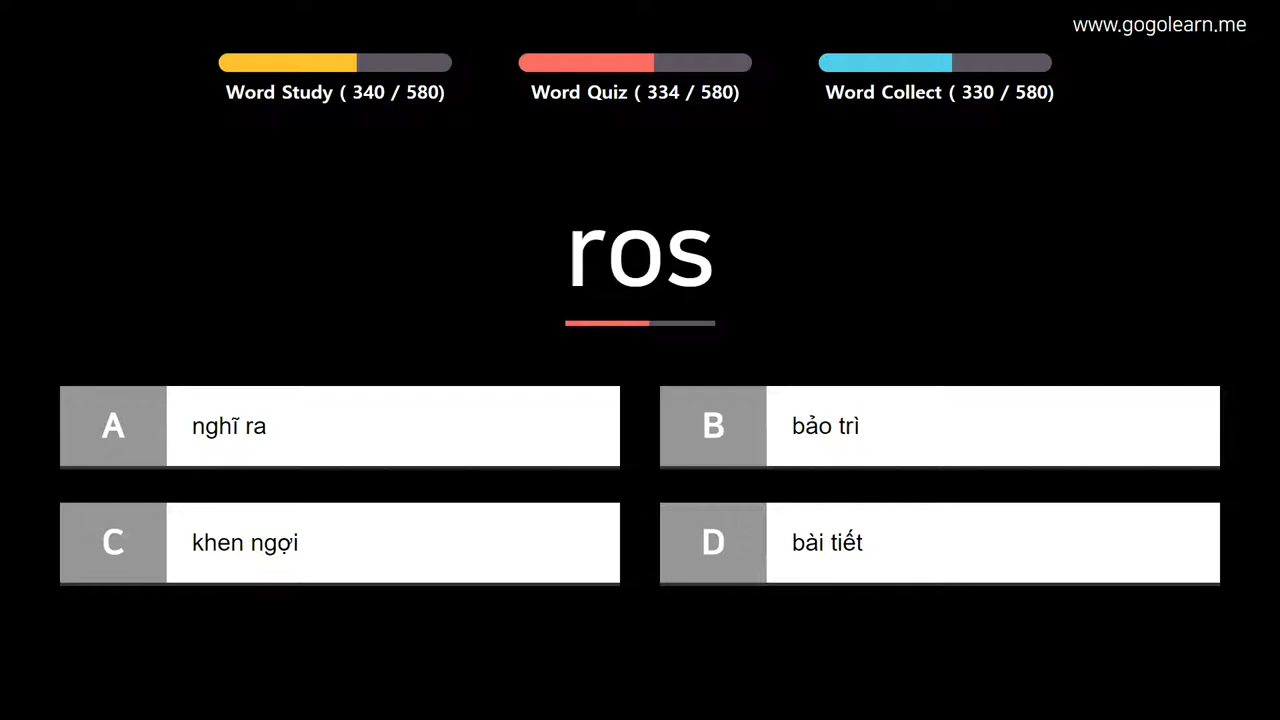 www.gogolearn.me
Word Study ( 340 / 580)
Word Quiz ( 334 / 580)
Word Collect ( 330 / 580)
ros
A nghĩ ra
B bảo trì
C khen ngợi
D bài tiết